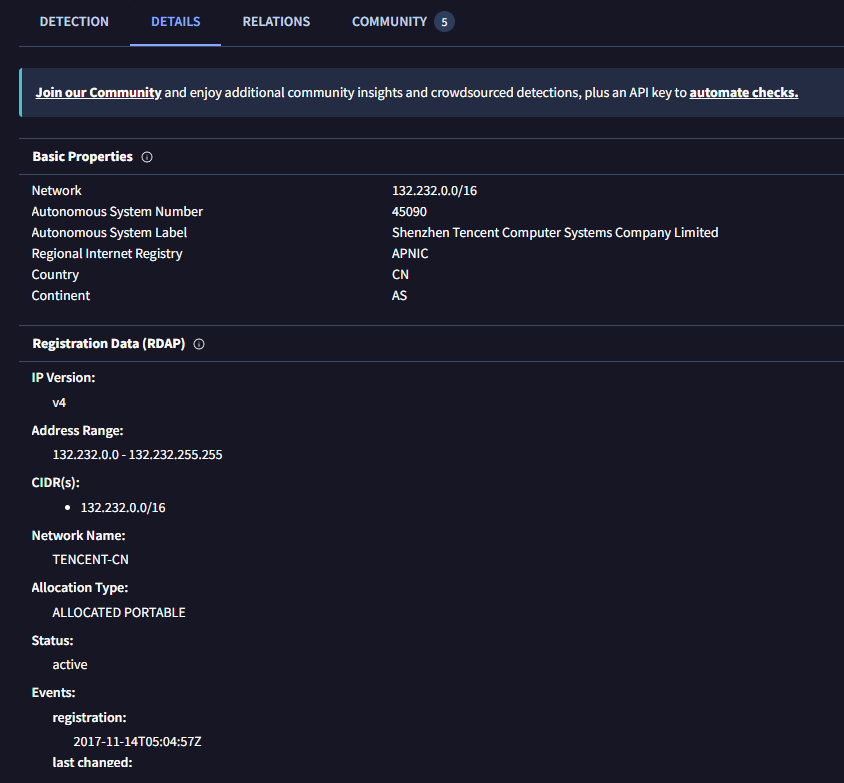 DETECTION DETAILS RELATIONS COMMUNITY 5
Join our Community and enjoy additional community insights and crowdsourced detections, plus an API key to automate checks.
Basic Properties
Network 132.232.0.0/16
Autonomous System Number 45090
Autonomous System Label Shenzhen Tencent Computer Systems Company Limited
Regional Internet Registry APNIC
Country CN
Continent AS
Registration Data (RDAP)
IP Version:
v4
Address Range:
132.232.0.0 - 132.232.255.255
CIDR(s):
• 132.232.0.0/16
Network Name:
TENCENT-CN
Allocation Type:
ALLOCATED PORTABLE
Status:
active
Events:
registration:
2017-11-14T05:04:57Z
last changed: